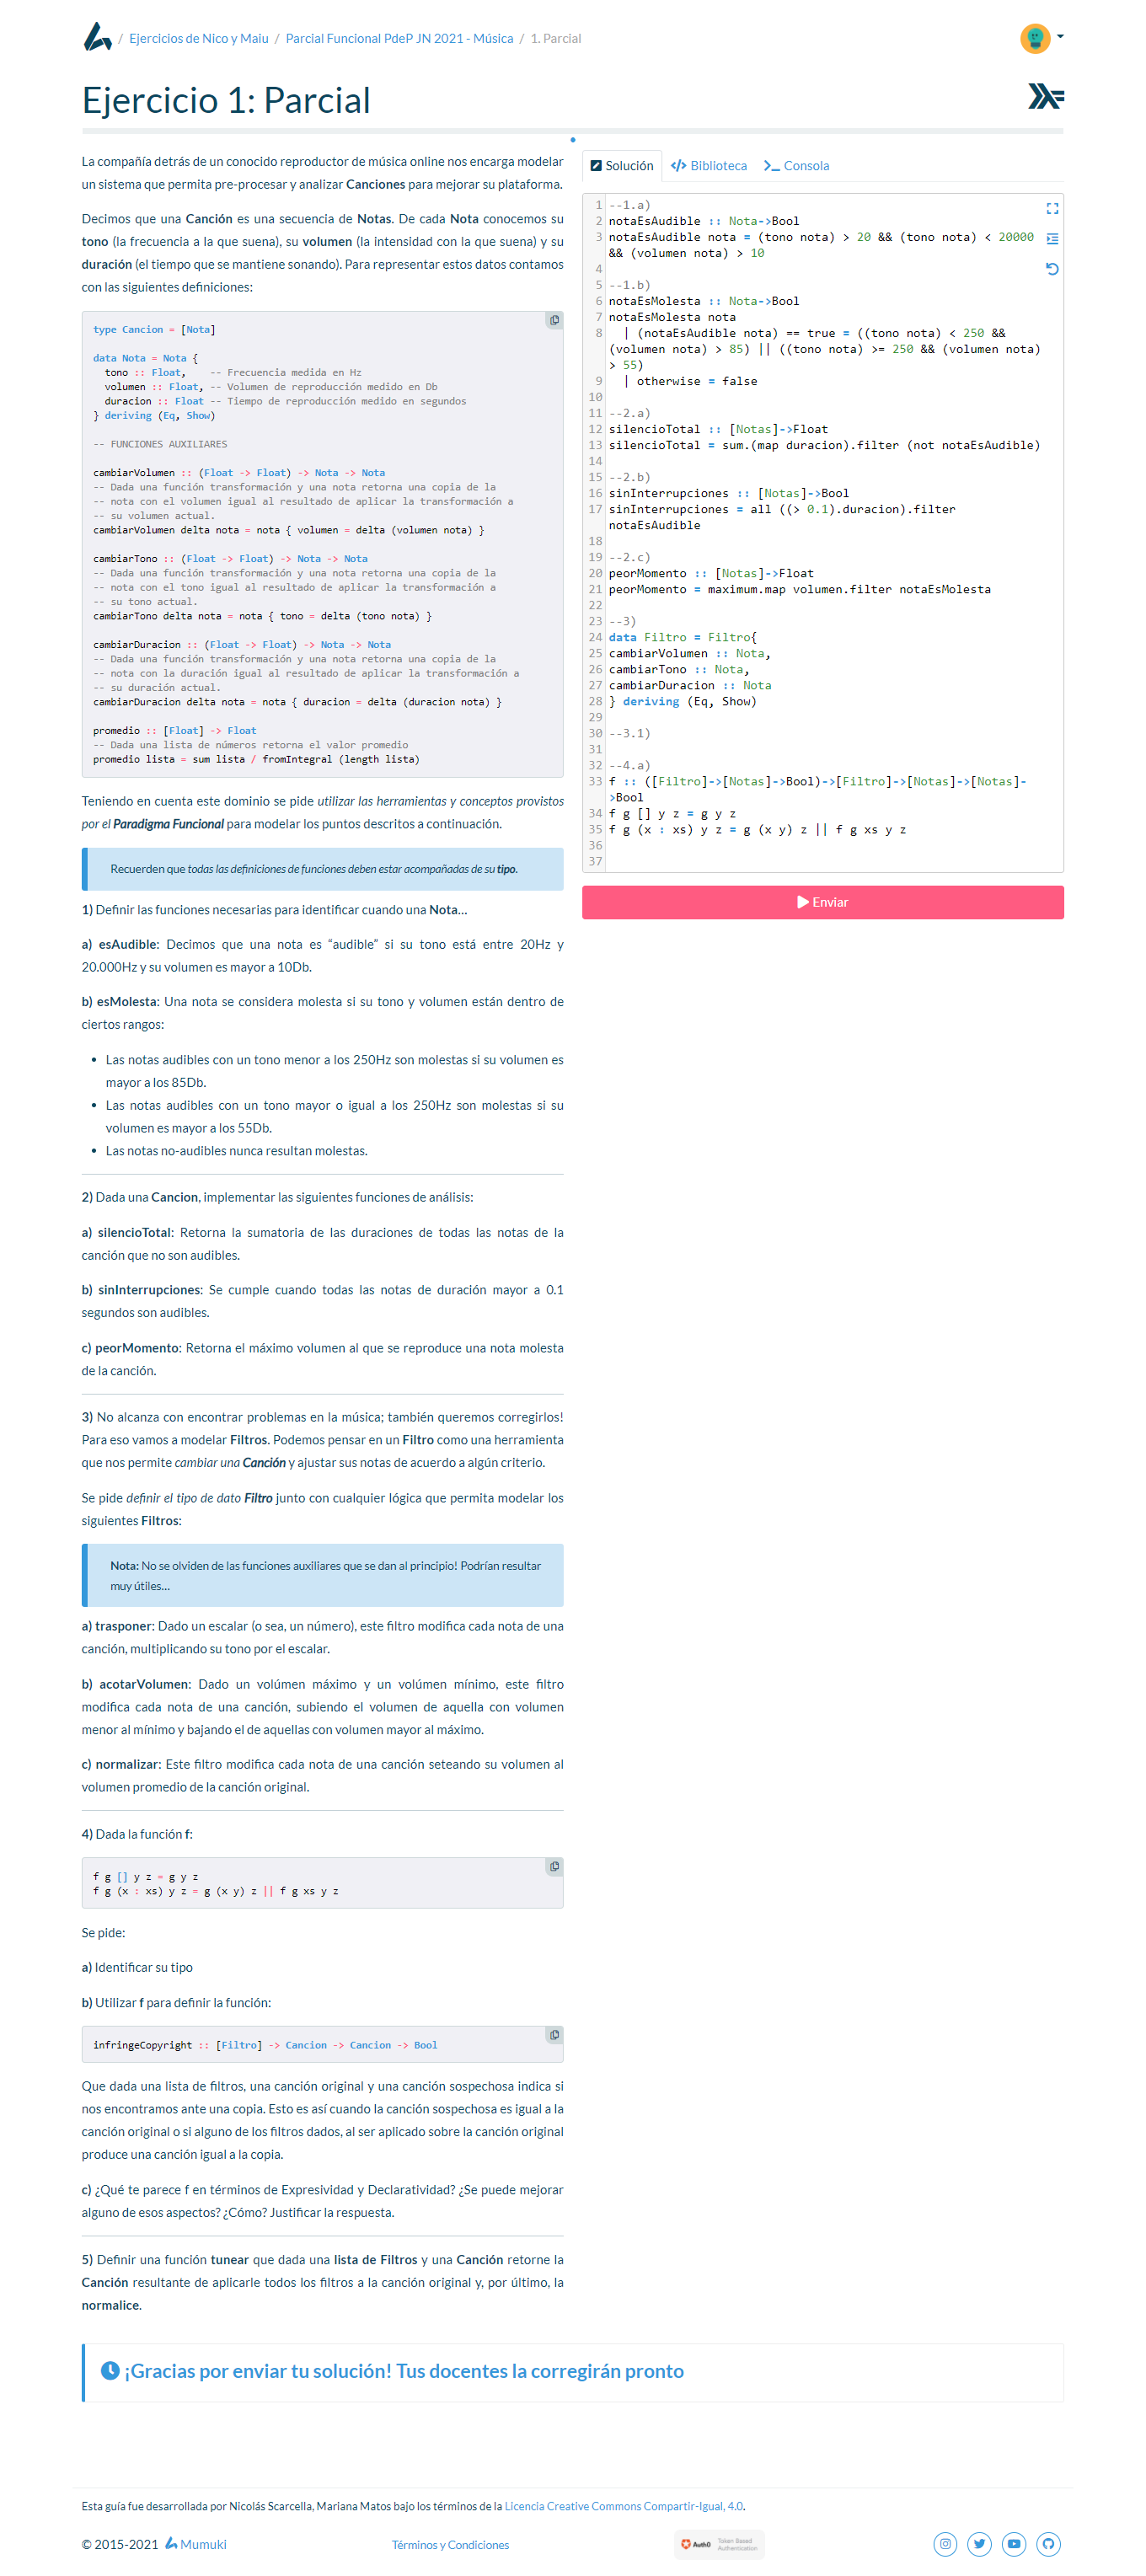 / Ejercicios de Nico y Maiu / Parcial Funcional PdeP JN 2021 - Música / 1. Parcial
Ejercicio 1: Parcial
La compañía detrás de un conocido reproductor de música online nos encarga modelar
un sistema que permita pre-procesar y analizar Canciones para mejorar su plataforma.
Decimos que una Canción es una secuencia de Notas. De cada Nota conocemos su
tono (la frecuencia a la que suena), su volumen (la intensidad con la que suena) y su
duración (el tiempo que se mantiene sonando). Para representar estos datos contamos
con las siguientes definiciones:
type Cancion = [Nota]
data Nota = Nota {
  tono :: Float,    -- Frecuencia medida en Hz
  volumen :: Float, -- Volumen de reproducción medido en Db
  duracion :: Float -- Tiempo de reproducción medido en segundos
} deriving (Eq, Show)
-- FUNCIONES AUXILIARES
cambiarVolumen :: (Float -> Float) -> Nota -> Nota
-- Dada una función transformación y una nota retorna una copia de la
-- nota con el volumen igual al resultado de aplicar la transformación a
-- su volumen actual.
cambiarVolumen delta nota = nota { volumen = delta (volumen nota) }
cambiarTono :: (Float -> Float) -> Nota -> Nota
-- Dada una función transformación y una nota retorna una copia de la
-- nota con el tono igual al resultado de aplicar la transformación a
-- su tono actual.
cambiarTono delta nota = nota { tono = delta (tono nota) }
cambiarDuracion :: (Float -> Float) -> Nota -> Nota
-- Dada una función transformación y una nota retorna una copia de la
-- nota con la duración igual al resultado de aplicar la transformación a
-- su duración actual.
cambiarDuracion delta nota = nota { duracion = delta (duracion nota) }
promedio :: [Float] -> Float
-- Dada una lista de números retorna el valor promedio
promedio lista = sum lista / fromIntegral (length lista)
Teniendo en cuenta este dominio se pide utilizar las herramientas y conceptos provistos
por el Paradigma Funcional para modelar los puntos descritos a continuación.
Recuerden que todas las definiciones de funciones deben estar acompañadas de su tipo.
1) Definir las funciones necesarias para identificar cuando una Nota...
a) esAudible: Decimos que una nota es “audible” si su tono está entre 20Hz y
20.000Hz y su volumen es mayor a 10Db.
b) esMolesta: Una nota se considera molesta si su tono y volumen están dentro de
ciertos rangos:
• Las notas audibles con un tono menor a los 250Hz son molestas si su volumen es
mayor a los 85Db.
• Las notas audibles con un tono mayor o igual a los 250Hz son molestas si su
volumen es mayor a los 55Db.
• Las notas no-audibles nunca resultan molestas.
2) Dada una Cancion, implementar las siguientes funciones de análisis:
a) silencioTotal: Retorna la sumatoria de las duraciones de todas las notas de la
canción que no son audibles.
b) sinInterrupciones: Se cumple cuando todas las notas de duración mayor a 0.1
segundos son audibles.
c) peorMomento: Retorna el máximo volumen al que se reproduce una nota molesta
de la canción.
3) No alcanza con encontrar problemas en la música; también queremos corregirlos!
Para eso vamos a modelar Filtros. Podemos pensar en un Filtro como una herramienta
que nos permite cambiar una Canción y ajustar sus notas de acuerdo a algún criterio.
Se pide definir el tipo de dato Filtro junto con cualquier lógica que permita modelar los
siguientes Filtros:
Nota: No se olviden de las funciones auxiliares que se dan al principio! Podrían resultar
muy útiles...
a) trasponer: Dado un escalar (o sea, un número), este filtro modifica cada nota de una
canción, multiplicando su tono por el escalar.
b) acotarVolumen: Dado un volúmen máximo y un volúmen mínimo, este filtro
modifica cada nota de una canción, subiendo el volumen de aquella con volumen
menor al mínimo y bajando el de aquellas con volumen mayor al máximo.
c) normalizar: Este filtro modifica cada nota de una canción seteando su volumen al
volumen promedio de la canción original.
4) Dada la función f:
f g [] y z = g y z
f g (x : xs) y z = g (x y) z || f g xs y z
Se pide:
a) Identificar su tipo
b) Utilizar f para definir la función:
infringeCopyright :: [Filtro] -> Cancion -> Cancion -> Bool
Que dada una lista de filtros, una canción original y una canción sospechosa indica si
nos encontramos ante una copia. Esto es así cuando la canción sospechosa es igual a la
canción original o si alguno de los filtros dados, al ser aplicado sobre la canción original
produce una canción igual a la copia.
c) ¿Qué te parece f en términos de Expresividad y Declaratividad? ¿Se puede mejorar
alguno de esos aspectos? ¿Cómo? Justificar la respuesta.
5) Definir una función tunear que dada una lista de Filtros y una Canción retorne la
Canción resultante de aplicarle todos los filtros a la canción original y, por último, la
normalice.
Solución Biblioteca Consola
1 --1.a)
2 notaEsAudible :: Nota->Bool
3 notaEsAudible nota = (tono nota) > 20 && (tono nota) < 20000
&& (volumen nota) > 10
4
5 --1.b)
6 notaEsMolesta :: Nota->Bool
7 notaEsMolesta nota
8   | (notaEsAudible nota) == true = ((tono nota) < 250 &&
(volumen nota) > 85) || ((tono nota) >= 250 && (volumen nota)
> 55)
9   | otherwise = false
10
11 --2.a)
12 silencioTotal :: [Notas]->Float
13 silencioTotal = sum.(map duracion).filter (not notaEsAudible)
14
15 --2.b)
16 sinInterrupciones :: [Notas]->Bool
17 sinInterrupciones = all ((> 0.1).duracion).filter
notaEsAudible
18
19 --2.c)
20 peorMomento :: [Notas]->Float
21 peorMomento = maximum.map volumen.filter notaEsMolesta
22
23 --3)
24 data Filtro = Filtro{
25 cambiarVolumen :: Nota,
26 cambiarTono :: Nota,
27 cambiarDuracion :: Nota
28 } deriving (Eq, Show)
29
30 --3.1)
31
32 --4.a)
33 f :: ([Filtro]->[Notas]->Bool)->[Filtro]->[Notas]->[Notas]-
>Bool
34 f g [] y z = g y z
35 f g (x : xs) y z = g (x y) z || f g xs y z
36
37
Enviar
¡Gracias por enviar tu solución! Tus docentes la corregirán pronto
Esta guía fue desarrollada por Nicolás Scarcella, Mariana Matos bajo los términos de la Licencia Creative Commons Compartir-Igual, 4.0.
© 2015-2021 Mumuki Términos y Condiciones Auth0 Token Based
Authentication